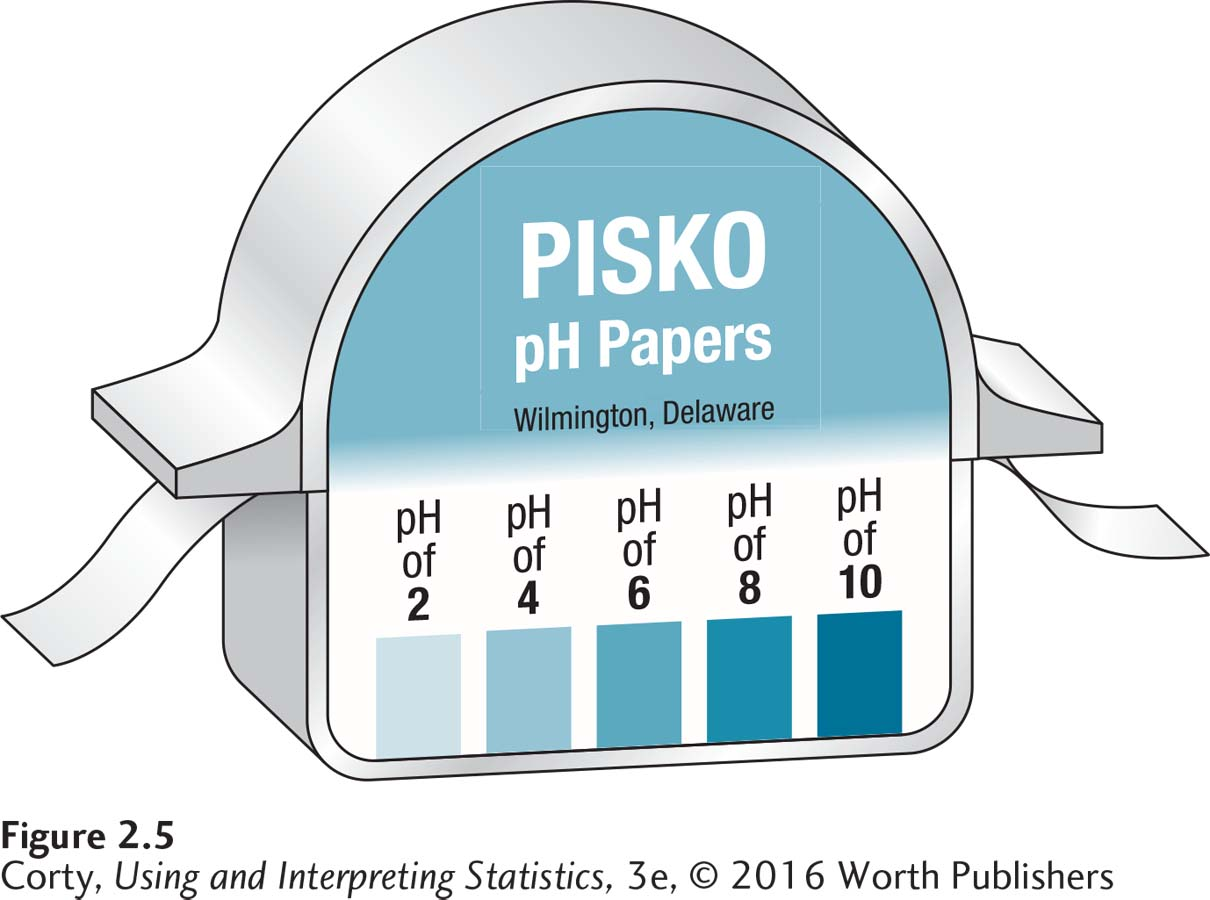 PISKO
pH Papers
Wilmington, Delaware
pH of 2
pH of 4
pH of 6
pH of 8
pH of 10
Figure 2.5
Corty, Using and Interpreting Statistics, 3e, © 2016 Worth Publishers